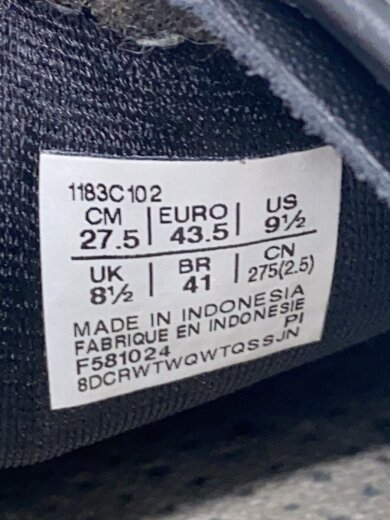 1183C102
CM | EURO | US
27.5 | 43.5 | 9½
UK | BR | CN
8½ | 41 | 275(2.5)
MADE IN INDONESIA
FABRIQUE EN INDONESIE
F581024 PI
8DCRWTWQWTQSSJN